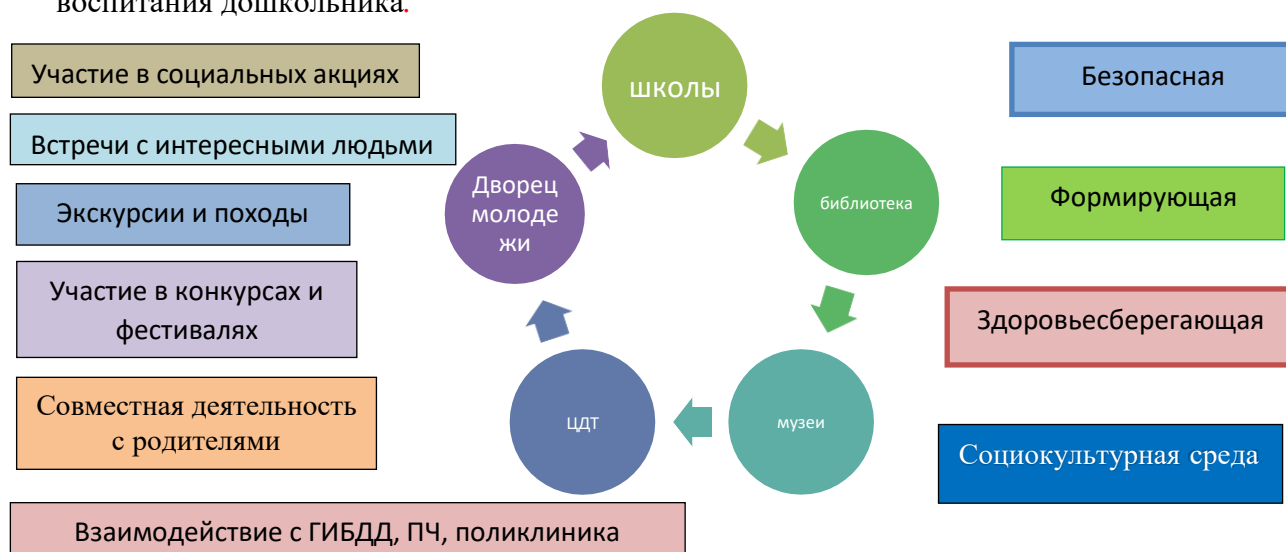 воспитания дошкольника.
Участие в социальных акциях
Встречи с интересными людьми
Экскурсии и походы
Участие в конкурсах и
фестивалях
Совместная деятельность
с родителями
Взаимодействие с ГИБДД, ПЧ, поликлиника
школы
библиотека
музеи
ЦДТ
Дворец
молоде
жи
Безопасная
Формирующая
Здоровьесберегающая
Социокультурная среда